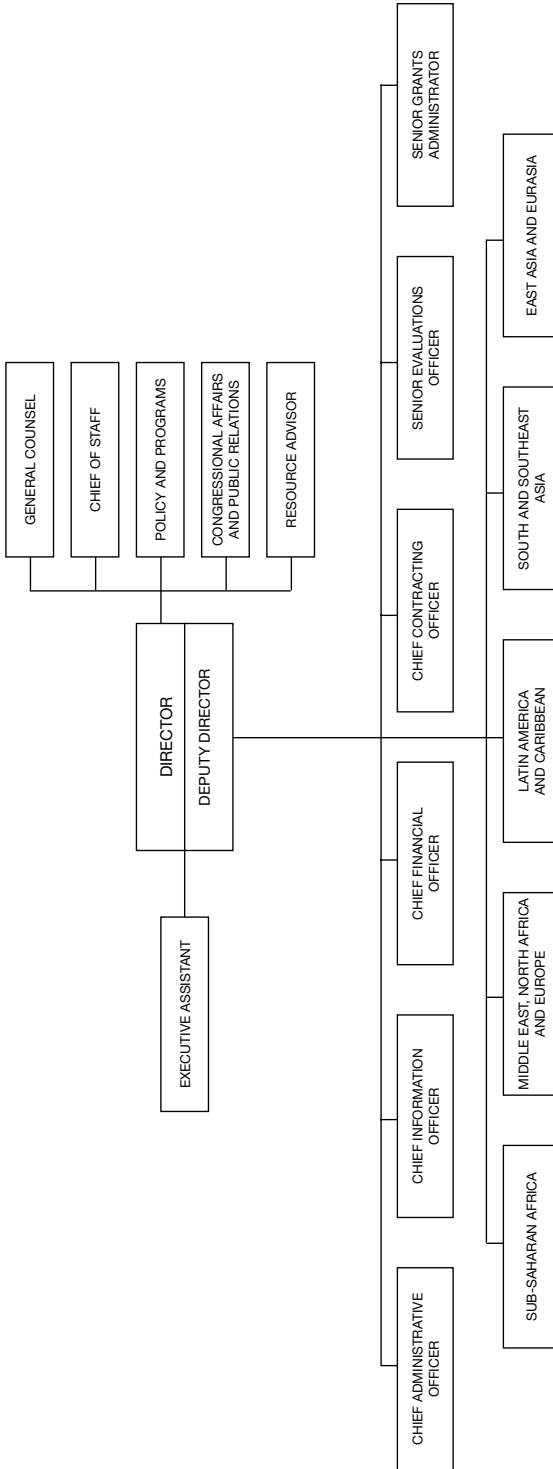 DIRECTOR
DEPUTY DIRECTOR
EXECUTIVE ASSISTANT
GENERAL COUNSEL
CHIEF OF STAFF
POLICY AND PROGRAMS
CONGRESSIONAL AFFAIRS
AND PUBLIC RELATIONS
RESOURCE ADVISOR
CHIEF ADMINISTRATIVE
OFFICER
CHIEF INFORMATION
OFFICER
CHIEF FINANCIAL
OFFICER
CHIEF CONTRACTING
OFFICER
SENIOR EVALUATIONS
OFFICER
SENIOR GRANTS
ADMINISTRATOR
SUB-SAHARAN AFRICA
MIDDLE EAST, NORTH AFRICA
AND EUROPE
LATIN AMERICA
AND CARIBBEAN
SOUTH AND SOUTHEAST
ASIA
EAST ASIA AND EURASIA